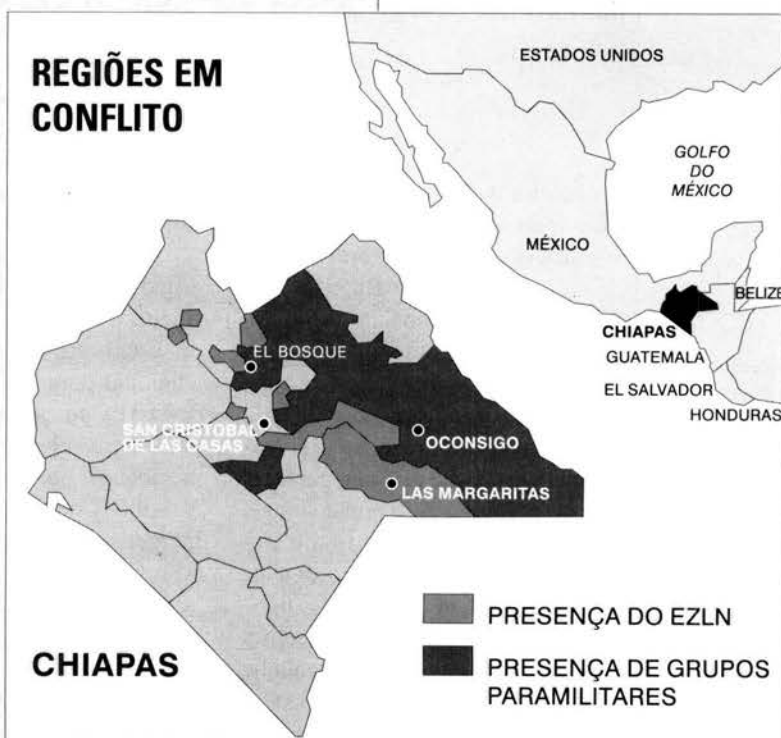 REGIÕES EM
CONFLITO
ESTADOS UNIDOS
GOLFO
DO
MÉXICO
MÉXICO
BELIZE
CHIAPAS
GUATEMALA
EL SALVADOR
HONDURAS
EL BOSQUE
SAN CRISTOBAL
DE LAS CASAS
OCONSIGO
LAS MARGARITAS
CHIAPAS
PRESENÇA DO EZLN
PRESENÇA DE GRUPOS
PARAMILITARES